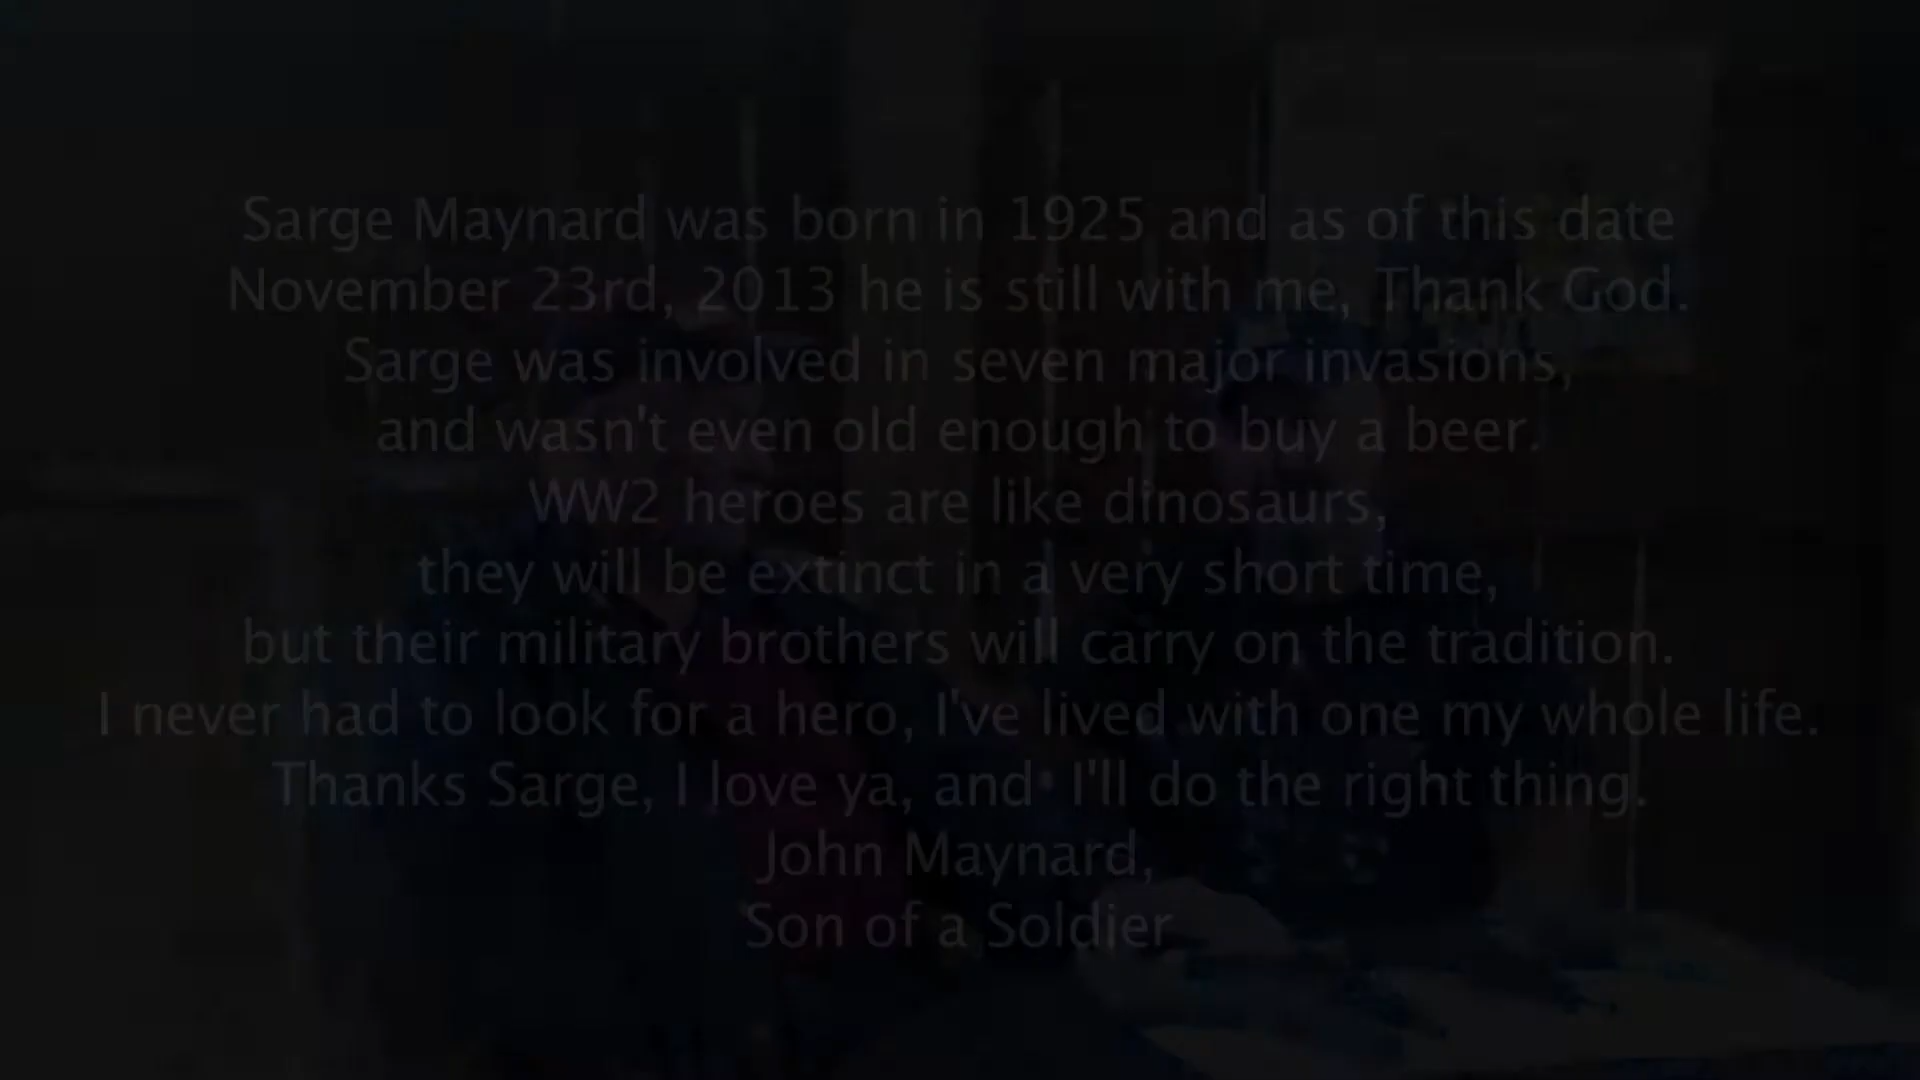 Sarge Maynard was born in 1925 and as of this date
November 23rd, 2013 he is still with me, Thank God.
Sarge was involved in seven major invasions,
and wasn't even old enough to buy a beer.
WW2 heroes are like dinosaurs,
they will be extinct in a very short time,
but their military brothers will carry on the tradition.
I never had to look for a hero, I've lived with one my whole life.
Thanks Sarge, I love ya, and  I'll do the right thing.
John Maynard,
Son of a Soldier